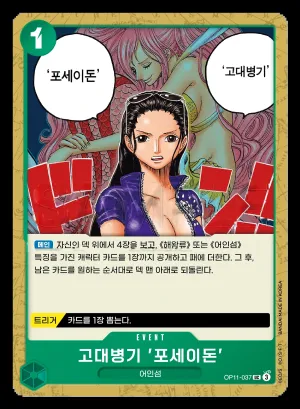 1
'포세이돈'
'고대병기'
메인 자신의 덱 위에서 4장을 보고, 《해왕류》 또는 《어인섬》
특징을 가진 캐릭터 카드를 1장까지 공개하고 패에 더한다. 그 후,
남은 카드를 원하는 순서대로 덱 맨 아래로 되돌린다.
트리거 카드를 1장 뽑는다.
EVENT
고대병기 '포세이돈'
어인섬
OP11-037 UC 3